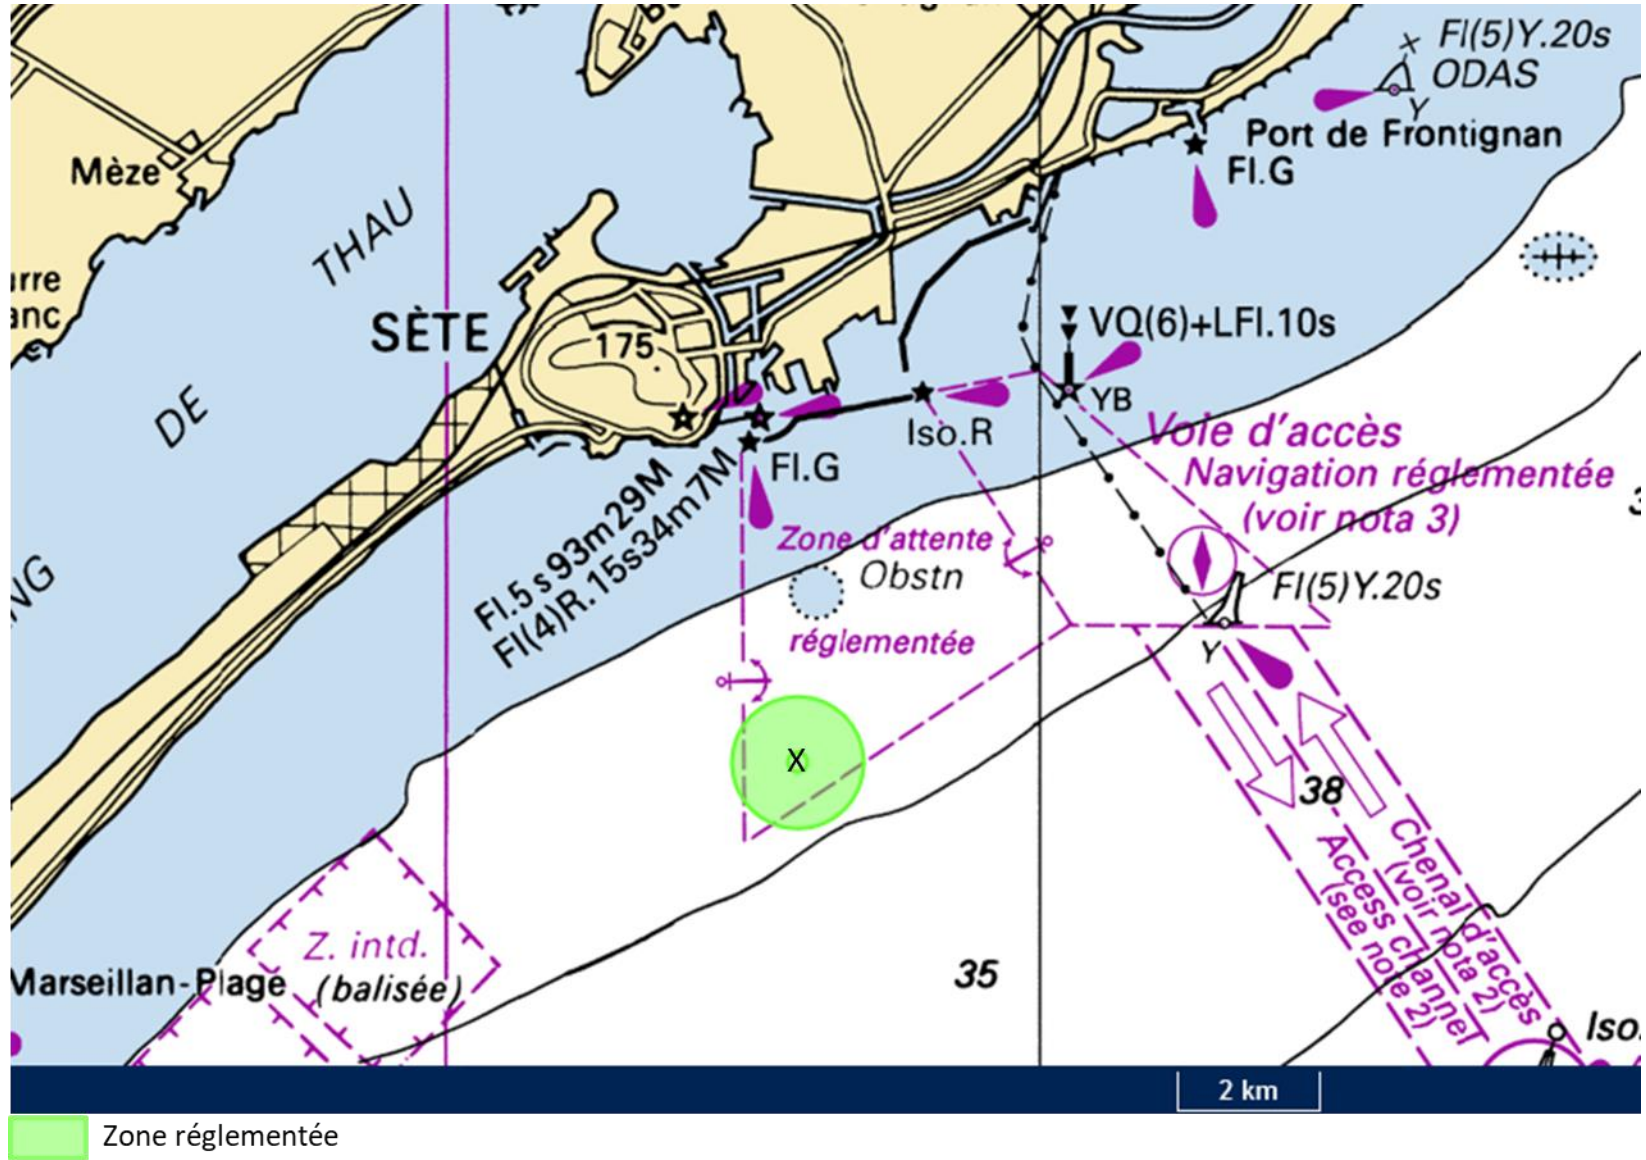 Fl(5)Y.20s
ODAS
Y
Port de Frontignan
Fl.G
Mèze
THAU
SÈTE
175
VQ(6)+LFl.10s
YB
DE
Iso.R
Fl.G
Voie d'accès
Navigation réglementée
(voir nota 3)
Fl.5s93m29M
Fl(4)R.15s34m7M
Zone d'attente
Obstn
réglementée
Fl(5)Y.20s
Y
X
38
Chenal d'accès
(voir nota 2)
Access channel
(see note 2)
Z. intd.
(balisée)
Marseillan-Plage
35
Iso.
2 km
Zone réglementée